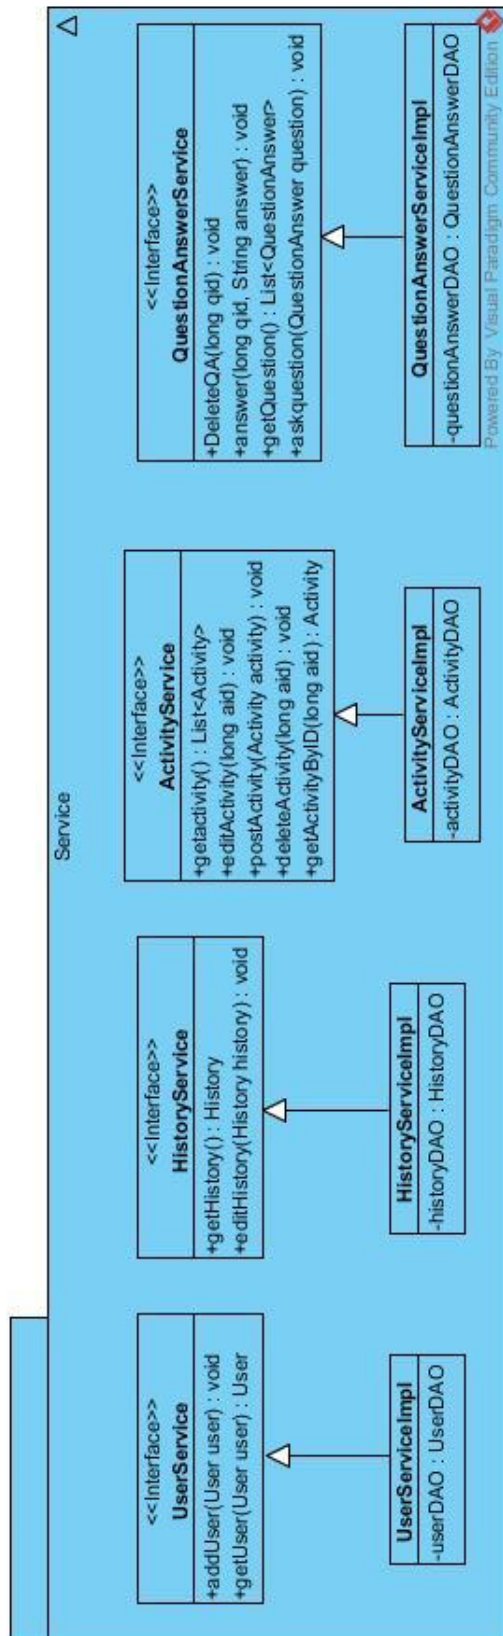 Service
<<Interface>>
UserService
+addUser(User user) : void
+getUser(User user) : User
UserServiceImpl
-userDAO : UserDAO
<<Interface>>
HistoryService
+getHistory() : History
+editHistory(History history) : void
HistoryServiceImpl
-historyDAO : HistoryDAO
<<Interface>>
ActivityService
+getactivity() : List<Activity>
+editActivity(long aid) : void
+postActivity(Activity activity) : void
+deleteActivity(long aid) : void
+getActivityByID(long aid) : Activity
ActivityServiceImpl
-activityDAO : ActivityDAO
<<Interface>>
QuestionAnswerService
+DeleteQA(long qid) : void
+answer(long qid, String answer) : void
+getQuestion() : List<QuestionAnswer>
+askquestion(QuestionAnswer question) : void
QuestionAnswerServiceImpl
-questionAnswerDAO : QuestionAnswerDAO
Powered By Visual Paradigm Community Edition